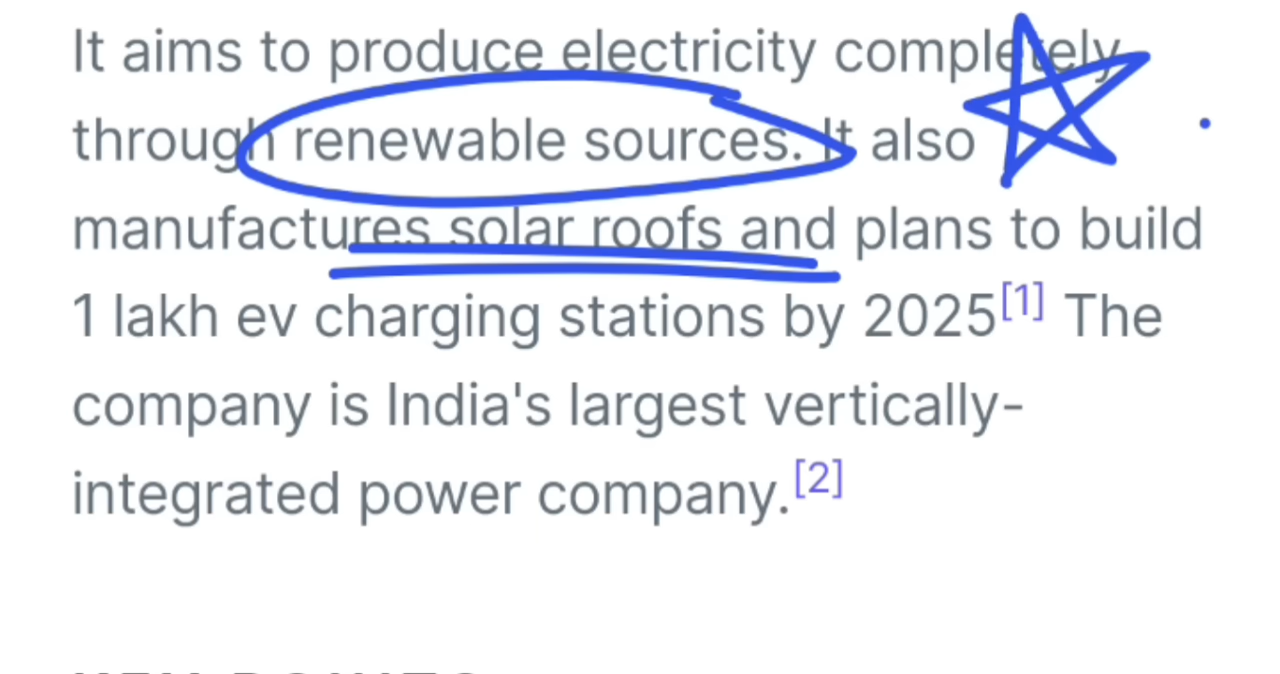 It aims to produce electricity completely
through renewable sources. It also
manufactures solar roofs and plans to build
1 lakh ev charging stations by 2025[1] The
company is India's largest vertically-
integrated power company.[2]